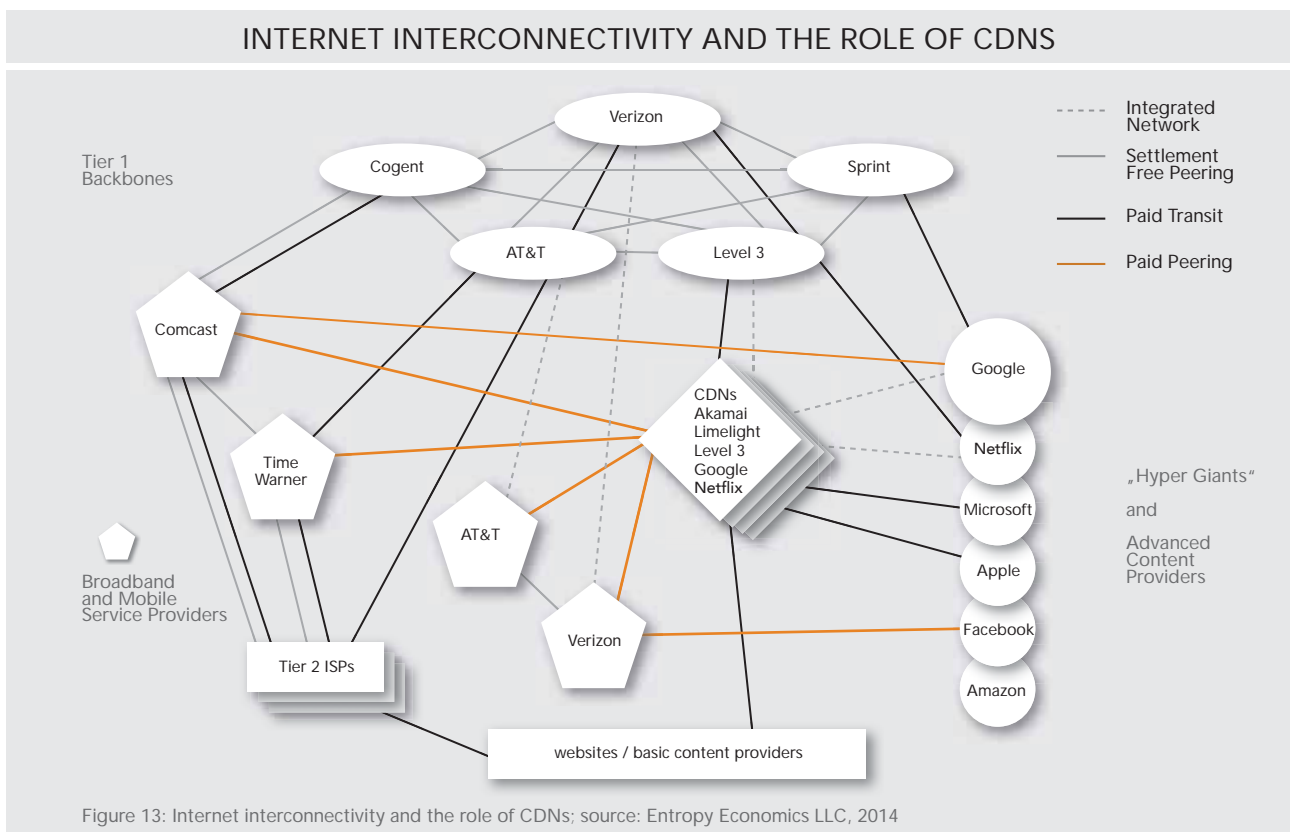 INTERNET INTERCONNECTIVITY AND THE ROLE OF CDNS
Verizon
Integrated
Network
Tier 1
Backbones
Cogent
Sprint
Settlement
Free Peering
Paid Transit
AT&T
Level 3
Paid Peering
Comcast
Google
CDNs
Akamai
Limelight
Level 3
Google
Netflix
Time
Warner
Netflix
„Hyper Giants“
and
Advanced
Content
Providers
Microsoft
AT&T
Apple
Broadband
and Mobile
Service Providers
Verizon
Facebook
Tier 2 ISPs
Amazon
websites / basic content providers
Figure 13: Internet interconnectivity and the role of CDNs; source: Entropy Economics LLC, 2014